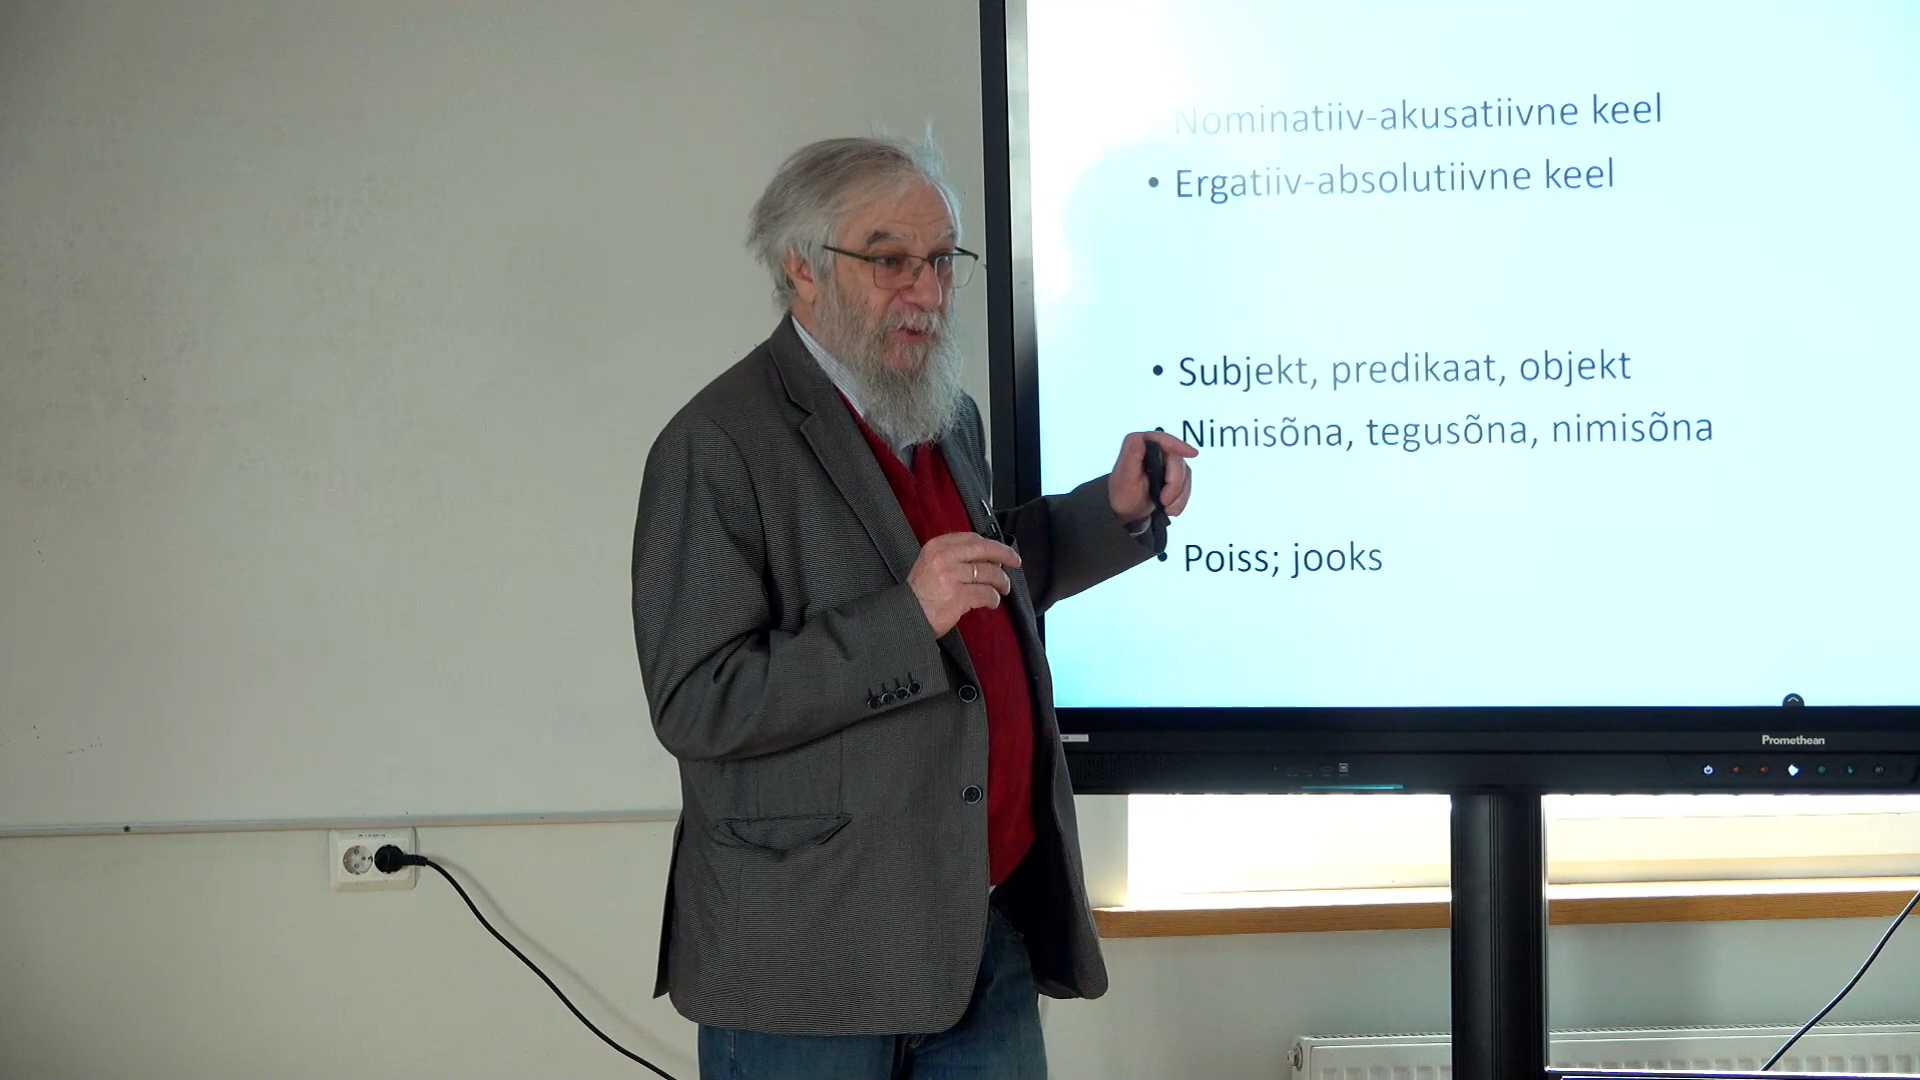 Nominatiiv-akusatiivne keel
• Ergatiiv-absolutiivne keel
• Subjekt, predikaat, objekt
• Nimisõna, tegusõna, nimisõna
• Poiss; jooks
Promethean